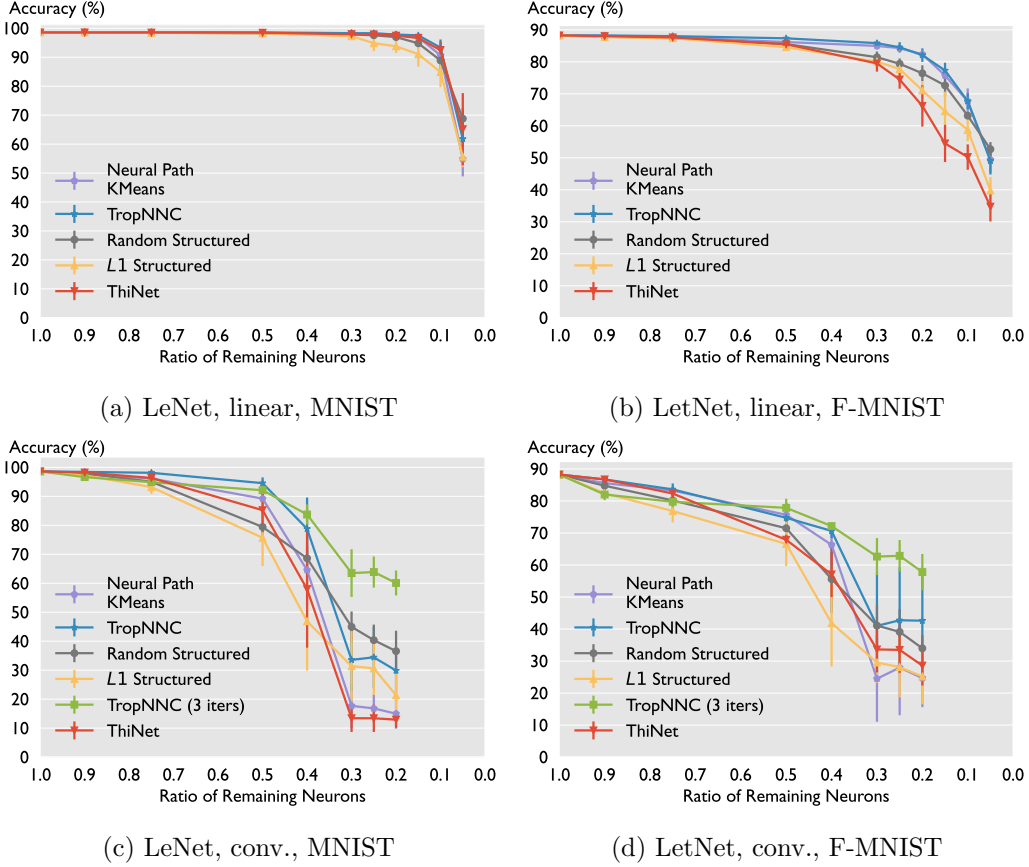 Accuracy (%)
100
90
80
70
60
50
40
30
20
10
0
Neural Path
KMeans
TropNNC
Random Structured
L1 Structured
ThiNet
1.0 0.9 0.8 0.7 0.6 0.5 0.4 0.3 0.2 0.1 0.0
Ratio of Remaining Neurons
(a) LeNet, linear, MNIST
Accuracy (%)
90
80
70
60
50
40
30
20
10
0
Neural Path
KMeans
TropNNC
Random Structured
L1 Structured
ThiNet
1.0 0.9 0.8 0.7 0.6 0.5 0.4 0.3 0.2 0.1 0.0
Ratio of Remaining Neurons
(b) LetNet, linear, F-MNIST
Accuracy (%)
100
90
80
70
60
50
40
30
20
10
0
Neural Path
KMeans
TropNNC
Random Structured
L1 Structured
TropNNC (3 iters)
ThiNet
1.0 0.9 0.8 0.7 0.6 0.5 0.4 0.3 0.2 0.1 0.0
Ratio of Remaining Neurons
(c) LeNet, conv., MNIST
Accuracy (%)
90
80
70
60
50
40
30
20
10
0
Neural Path
KMeans
TropNNC
Random Structured
L1 Structured
TropNNC (3 iters)
ThiNet
1.0 0.9 0.8 0.7 0.6 0.5 0.4 0.3 0.2 0.1 0.0
Ratio of Remaining Neurons
(d) LetNet, conv., F-MNIST